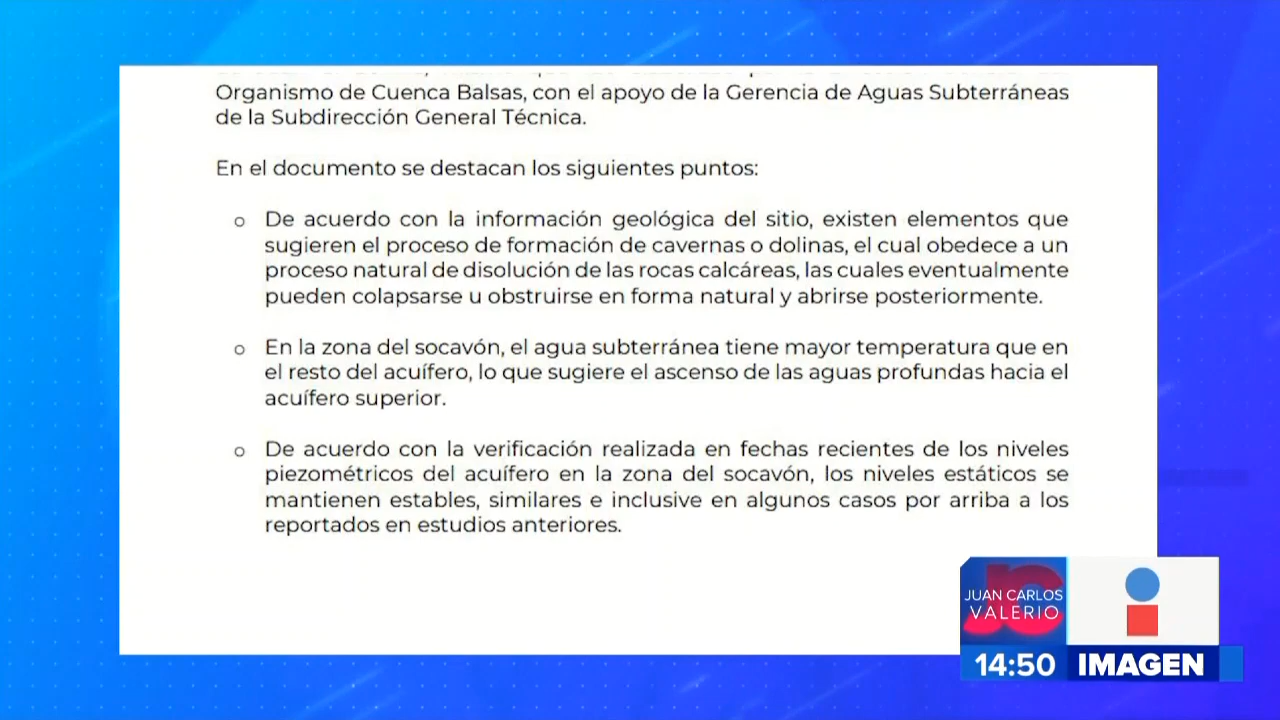 Organismo de Cuenca Balsas, con el apoyo de la Gerencia de Aguas Subterráneas
de la Subdirección General Técnica.
En el documento se destacan los siguientes puntos:
o De acuerdo con la información geológica del sitio, existen elementos que
sugieren el proceso de formación de cavernas o dolinas, el cual obedece a un
proceso natural de disolución de las rocas calcáreas, las cuales eventualmente
pueden colapsarse u obstruirse en forma natural y abrirse posteriormente.
o En la zona del socavón, el agua subterránea tiene mayor temperatura que en
el resto del acuífero, lo que sugiere el ascenso de las aguas profundas hacia el
acuífero superior.
o De acuerdo con la verificación realizada en fechas recientes de los niveles
piezométricos del acuífero en la zona del socavón, los niveles estáticos se
mantienen estables, similares e inclusive en algunos casos por arriba a los
reportados en estudios anteriores.
JC
JUAN CARLOS
VALERIO
14:50 IMAGEN